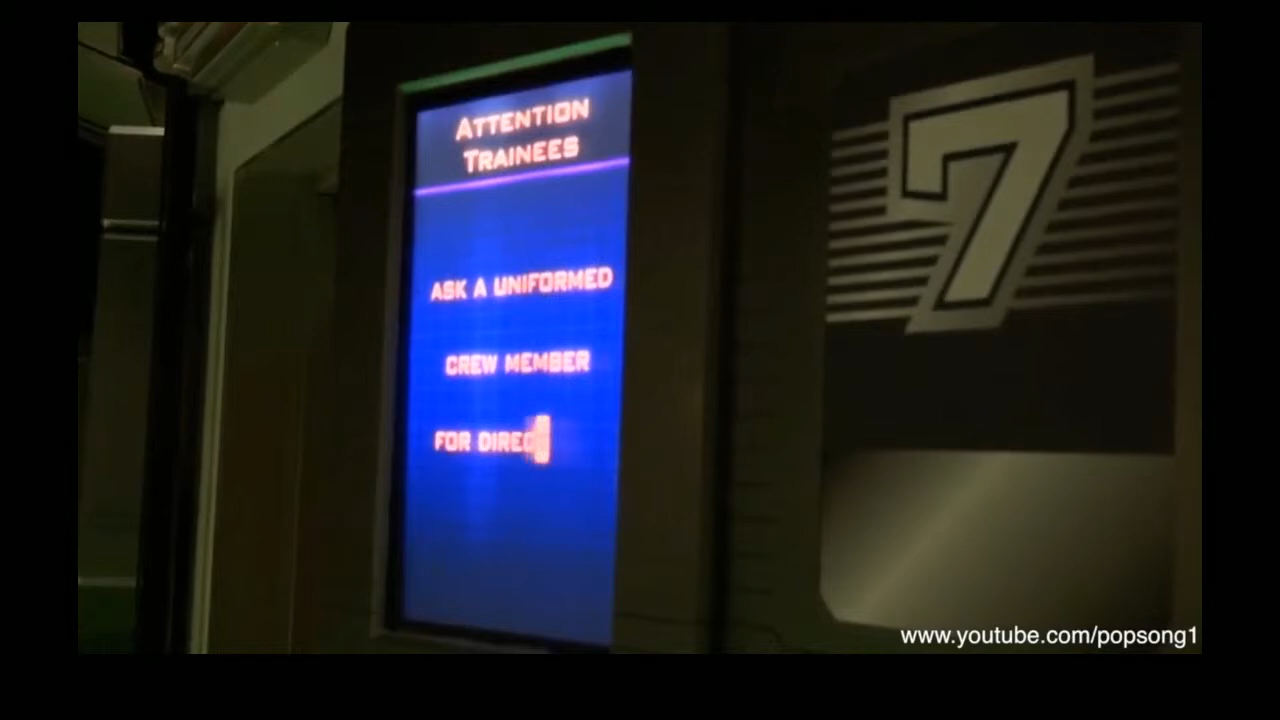 ATTENTION
TRAINEES
ASK A UNIFORMED
CREW MEMBER
FOR DIREC
7
www.youtube.com/popsong1